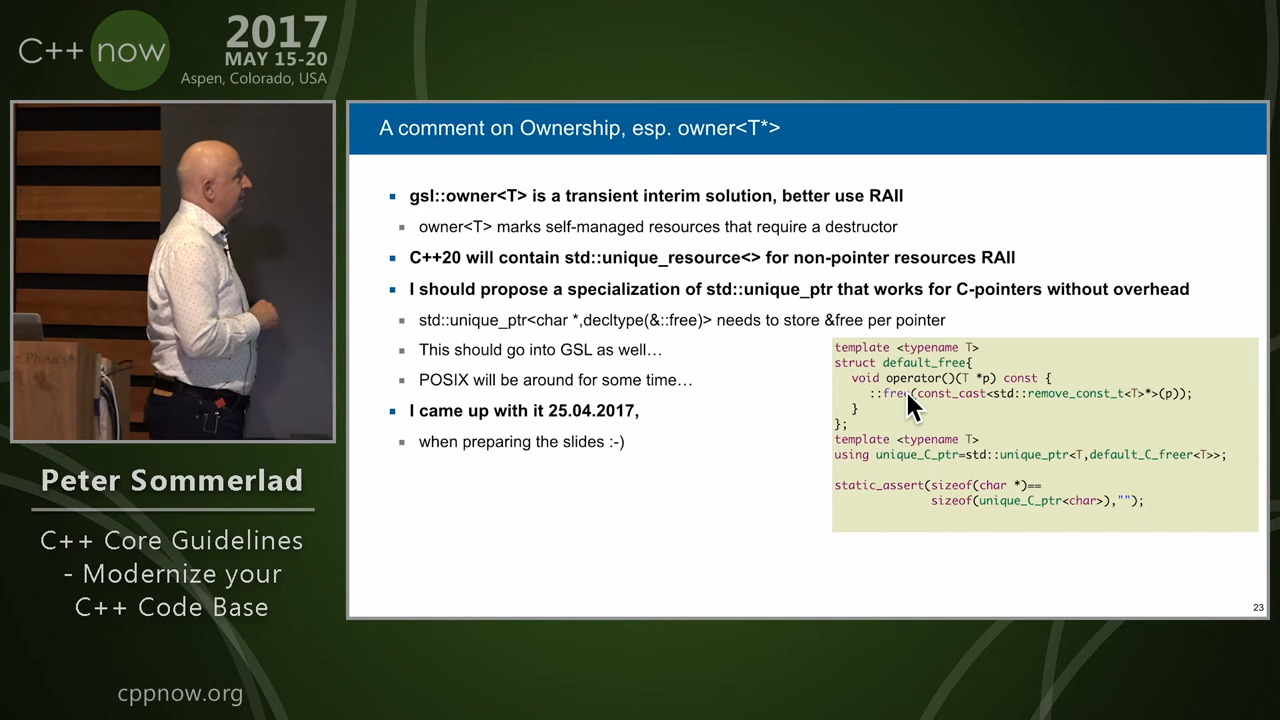 C++ now
2017
MAY 15-20
Aspen, Colorado, USA
A comment on Ownership, esp. owner<T*>
gsl::owner<T> is a transient interim solution, better use RAII
owner<T> marks self-managed resources that require a destructor
C++20 will contain std::unique_resource<> for non-pointer resources RAII
I should propose a specialization of std::unique_ptr that works for C-pointers without overhead
std::unique_ptr<char *,decltype(&::free)> needs to store &free per pointer
This should go into GSL as well…
POSIX will be around for some time…
I came up with it 25.04.2017,
when preparing the slides :-)
template <typename T>
struct default_free{
void operator()(T *p) const {
::free(const_cast<std::remove_const_t<T>*>(p));
}
};
template <typename T>
using unique_C_ptr=std::unique_ptr<T,default_C_freer<T>>;
static_assert(sizeof(char *)==
sizeof(unique_C_ptr<char>),"");
23
Peter Sommerlad
C++ Core Guidelines
- Modernize your
C++ Code Base
cppnow.org